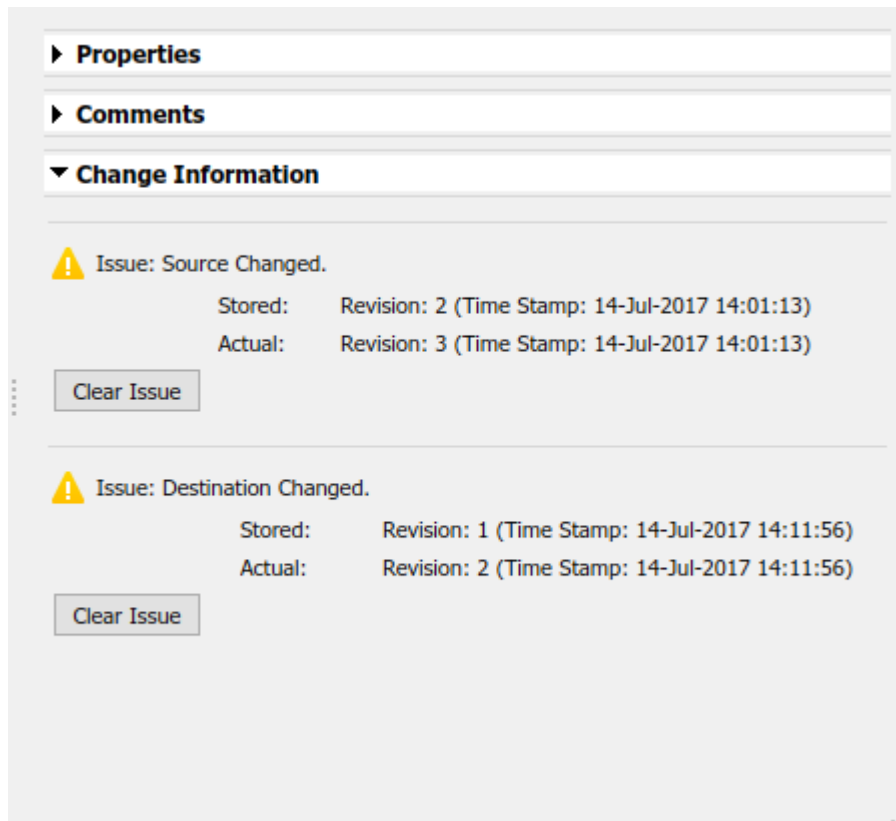 Properties
Comments
Change Information
Issue: Source Changed.
Stored: Revision: 2 (Time Stamp: 14-Jul-2017 14:01:13)
Actual: Revision: 3 (Time Stamp: 14-Jul-2017 14:01:13)
Clear Issue
Issue: Destination Changed.
Stored: Revision: 1 (Time Stamp: 14-Jul-2017 14:11:56)
Actual: Revision: 2 (Time Stamp: 14-Jul-2017 14:11:56)
Clear Issue